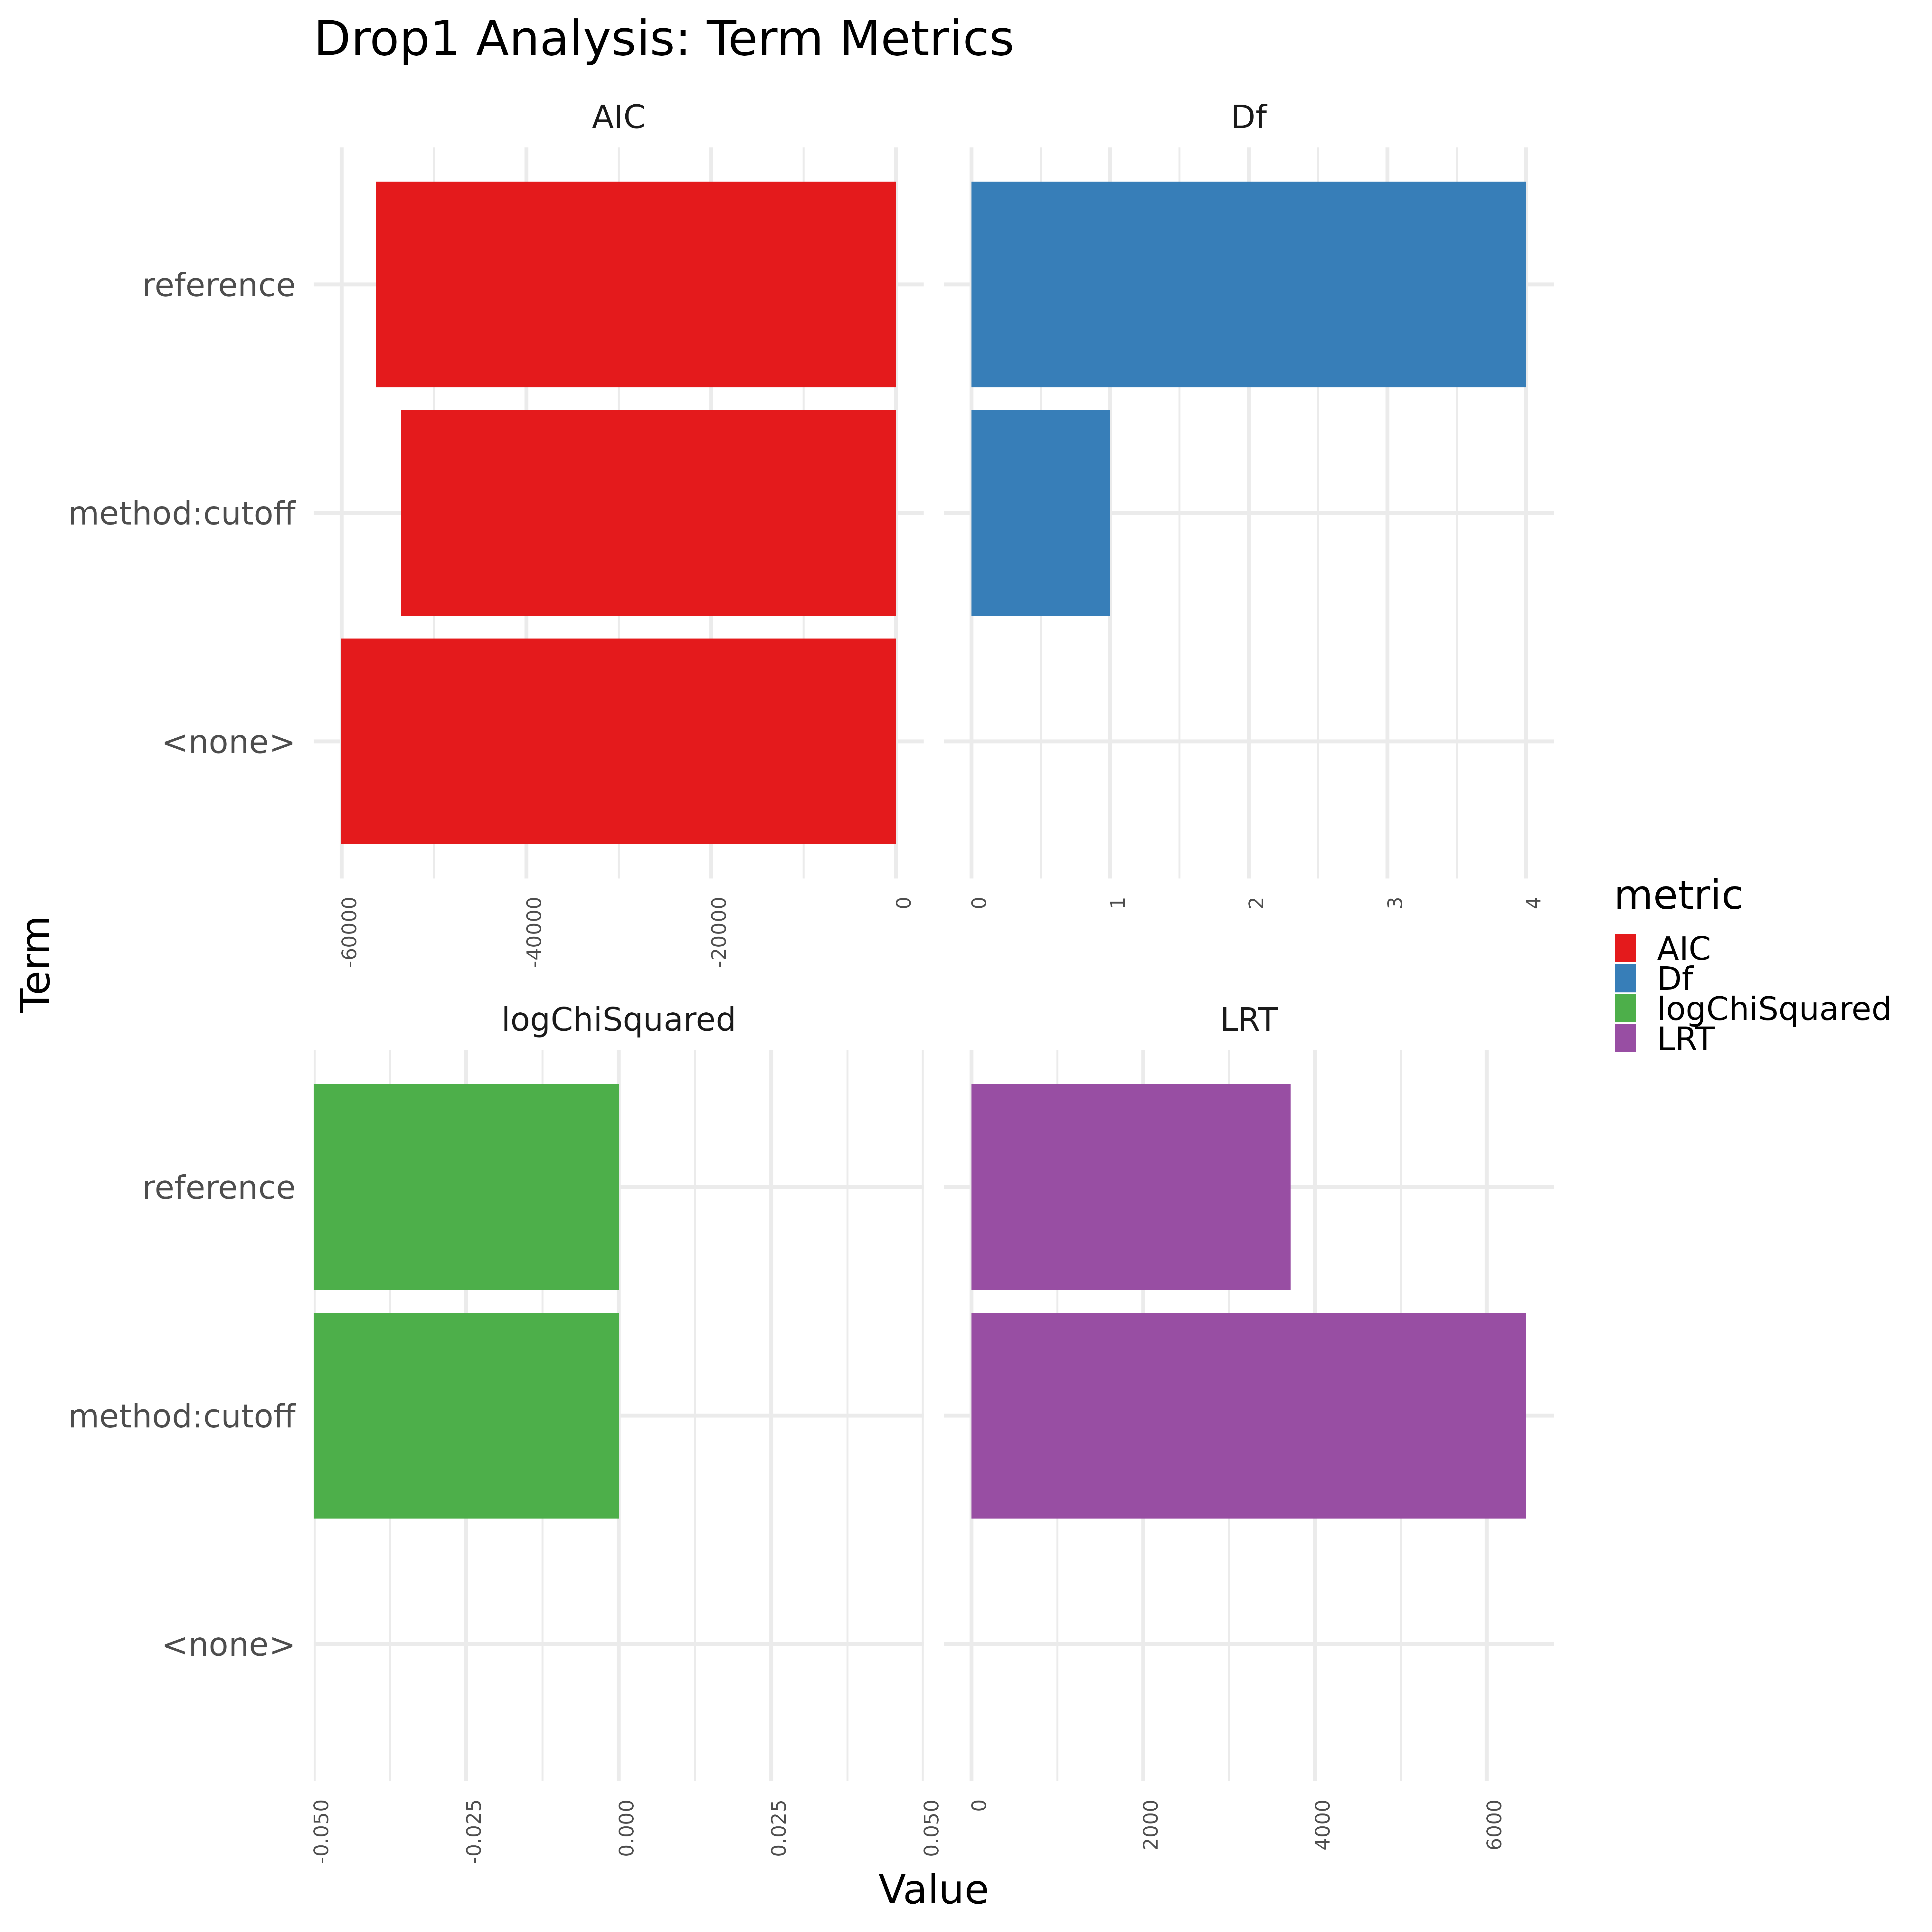 Drop1 Analysis: Term Metrics
AIC
Df
reference
method:cutoff
<none>
-60000
-40000
-20000
0
0
1
2
3
4
Term
logChiSquared
LRT
reference
method:cutoff
<none>
-0.050
-0.025
0.000
0.025
0.050
0
2000
4000
6000
Value
metric
AIC
Df
logChiSquared
LRT